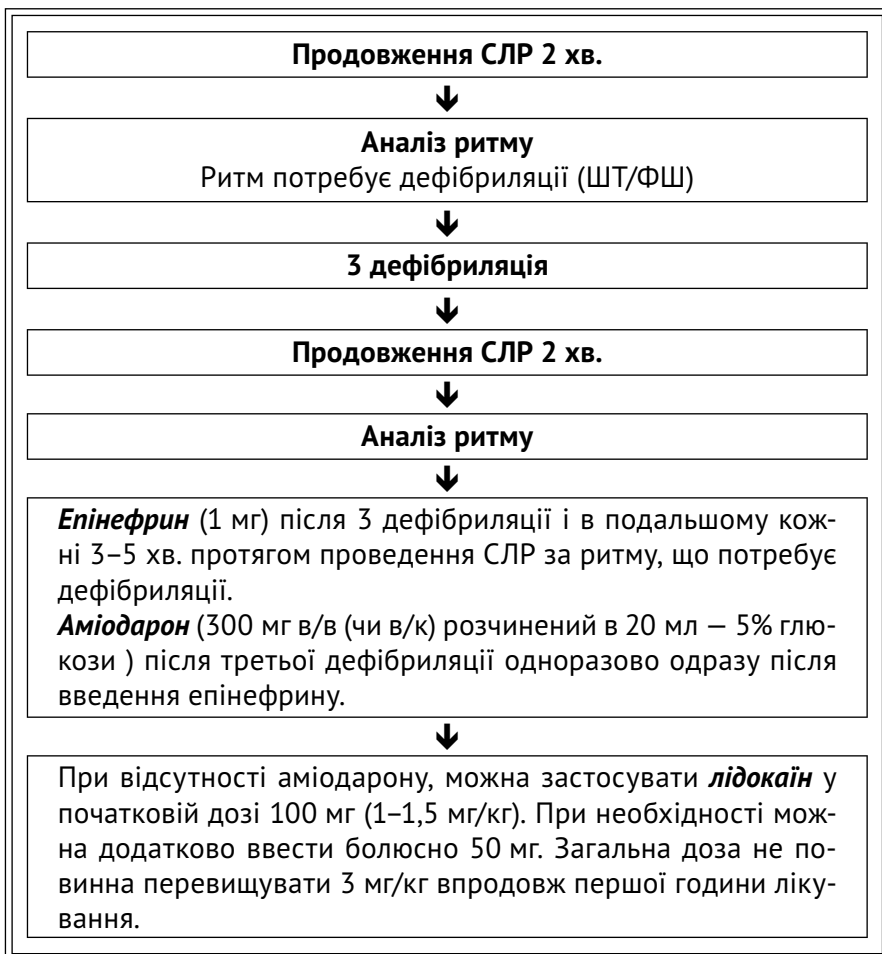 Продовження СЛР 2 хв.
Аналіз ритму
Ритм потребує дефібриляції (ШТ/ФШ)
3 дефібриляція
Продовження СЛР 2 хв.
Аналіз ритму
Епінефрин (1 мг) після 3 дефібриляції і в подальшому кож-
ні 3–5 хв. протягом проведення СЛР за ритму, що потребує
дефібриляції.
Аміодарон (300 мг в/в (чи в/к) розчинений в 20 мл — 5% глю-
кози ) після третьої дефібриляції одноразово одразу після
введення епінефрину.
При відсутності аміодарону, можна застосувати лідокаїн у
початковій дозі 100 мг (1–1,5 мг/кг). При необхідності мож-
на додатково ввести болюсно 50 мг. Загальна доза не по-
винна перевищувати 3 мг/кг впродовж першої години ліку-
вання.